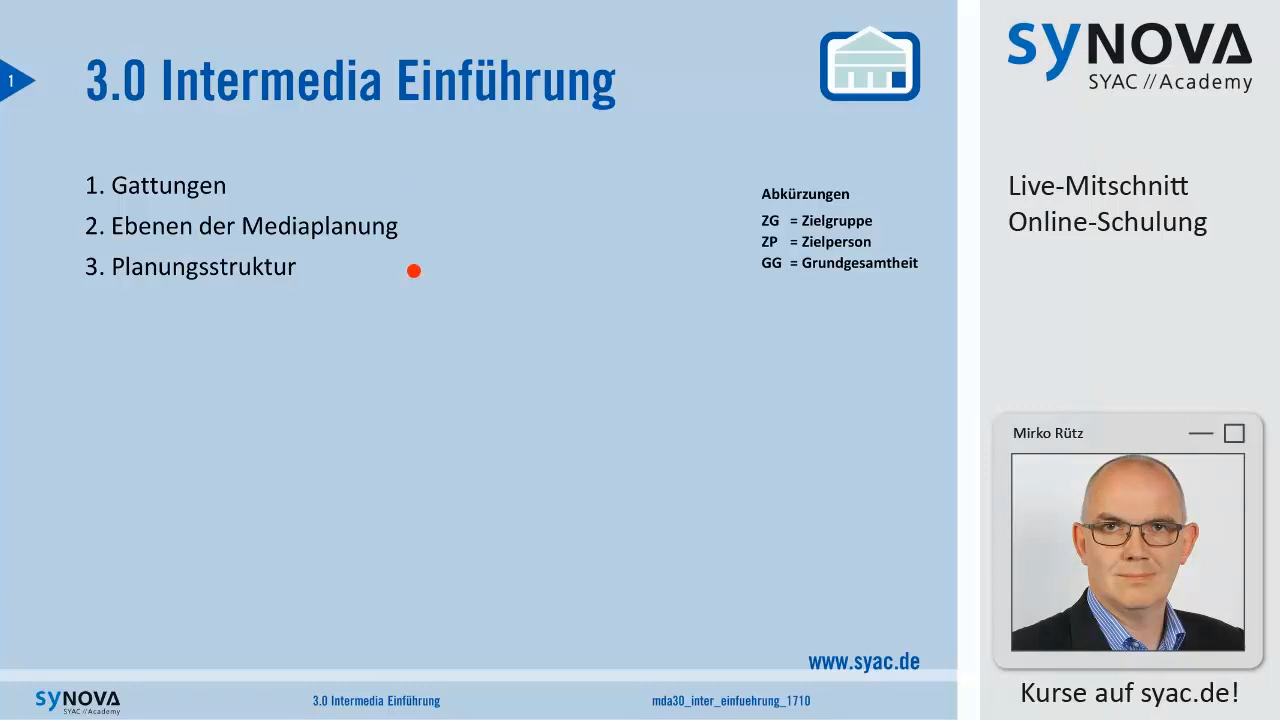 1
3.0 Intermedia Einführung
1. Gattungen
2. Ebenen der Mediaplanung
3. Planungsstruktur
Abkürzungen
ZG = Zielgruppe
ZP = Zielperson
GG = Grundgesamtheit
www.syac.de
syNOVA
SYAC // Academy
3.0 Intermedia Einführung
mda30_inter_einfuehrung_1710
syNOVA
SYAC // Academy
Live-Mitschnitt
Online-Schulung
Mirko Rütz
Kurse auf syac.de!